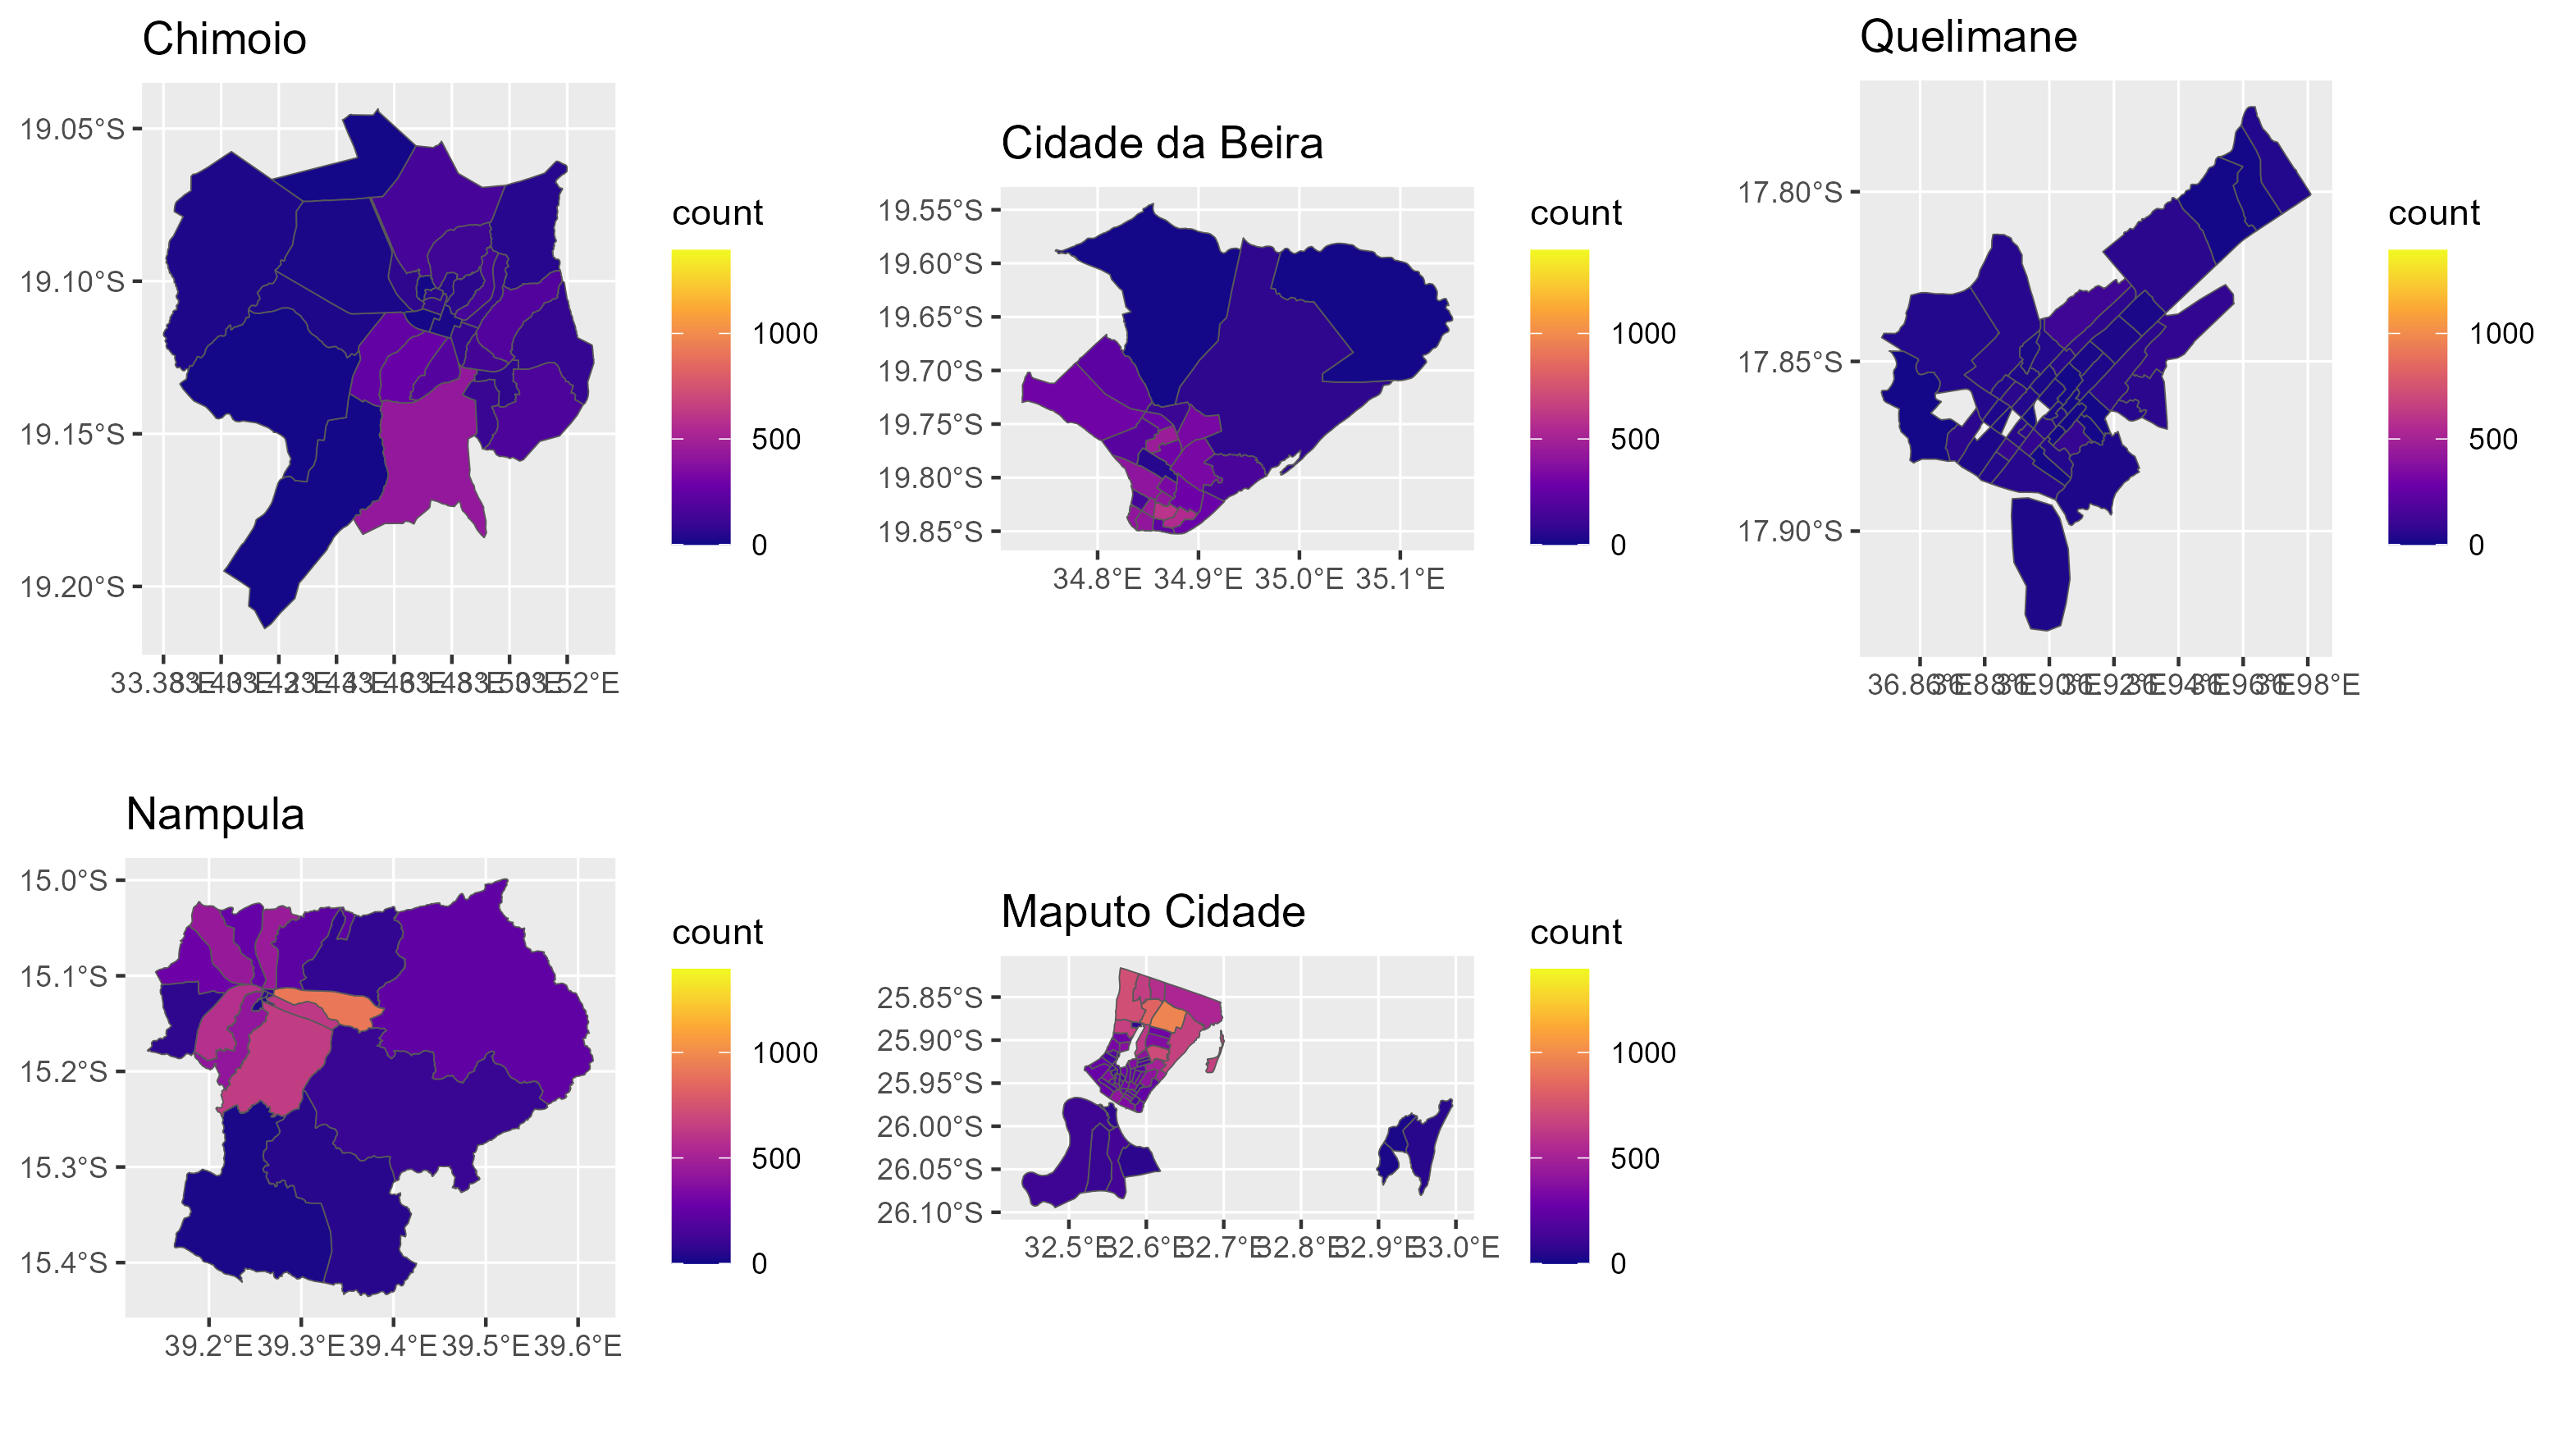 Chimoio
19.05°S
19.10°S
19.15°S
19.20°S
33.38°E 33.40°E 33.42°E 33.44°E 33.46°E 33.48°E 33.50°E 33.52°E
count
1000
500
0
Cidade da Beira
19.55°S
19.60°S
19.65°S
19.70°S
19.75°S
19.80°S
19.85°S
34.8°E 34.9°E 35.0°E 35.1°E
count
1000
500
0
Quelimane
17.80°S
17.85°S
17.90°S
36.86°E 36.88°E 36.90°E 36.92°E 36.94°E 36.96°E 36.98°E
count
1000
500
0
Nampula
15.0°S
15.1°S
15.2°S
15.3°S
15.4°S
39.2°E 39.3°E 39.4°E 39.5°E 39.6°E
count
1000
500
0
Maputo Cidade
25.85°S
25.90°S
25.95°S
26.00°S
26.05°S
26.10°S
32.5°E 32.6°E 32.7°E 32.8°E 32.9°E 33.0°E
count
1000
500
0